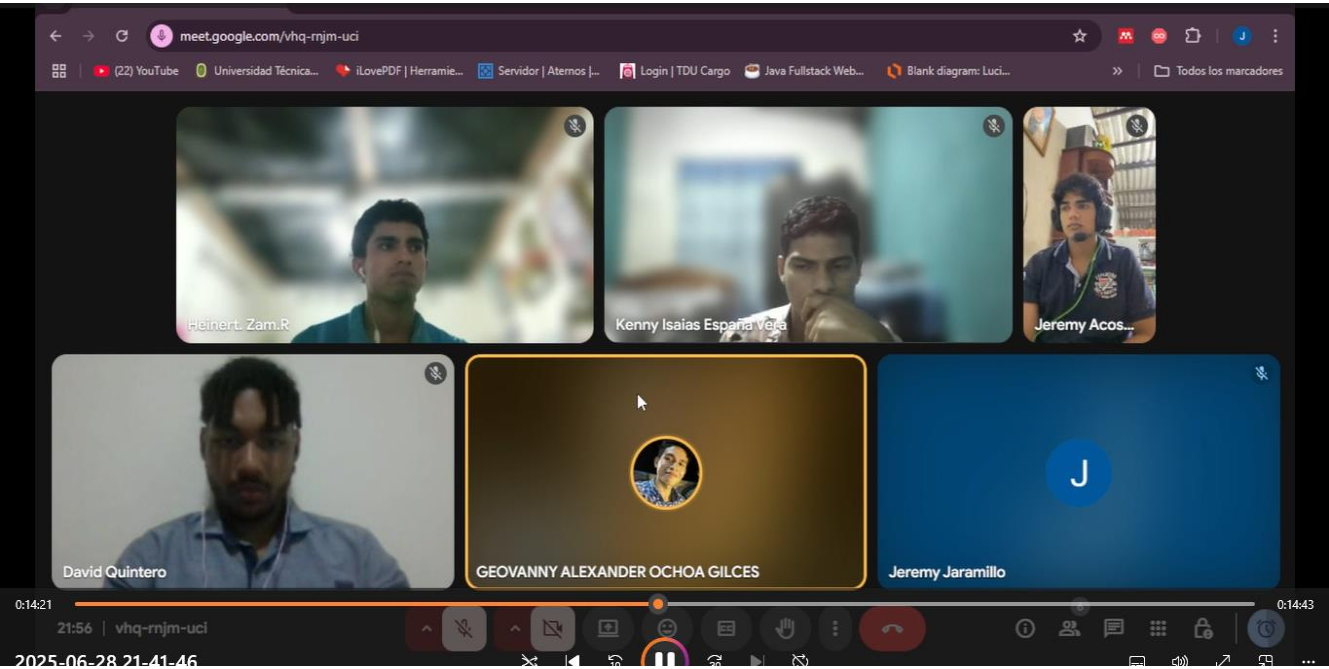 meet.google.com/vhq-rnjm-uci
J
(22) YouTube
Universidad Técnica...
iLovePDF | Herramie...
Servidor | Aternos |...
Login | TDU Cargo
Java Fullstack Web...
Blank diagram: Luci...
»
Todos los marcadores
Heinert. Zam.R
Kenny Isaias España Vera
Jeremy Acos...
David Quintero
GEOVANNY ALEXANDER OCHOA GILCES
J
Jeremy Jaramillo
0:14:21
0:14:43
21:56 | vhq-rnjm-uci
2025-06-28 21-41-46
10
30